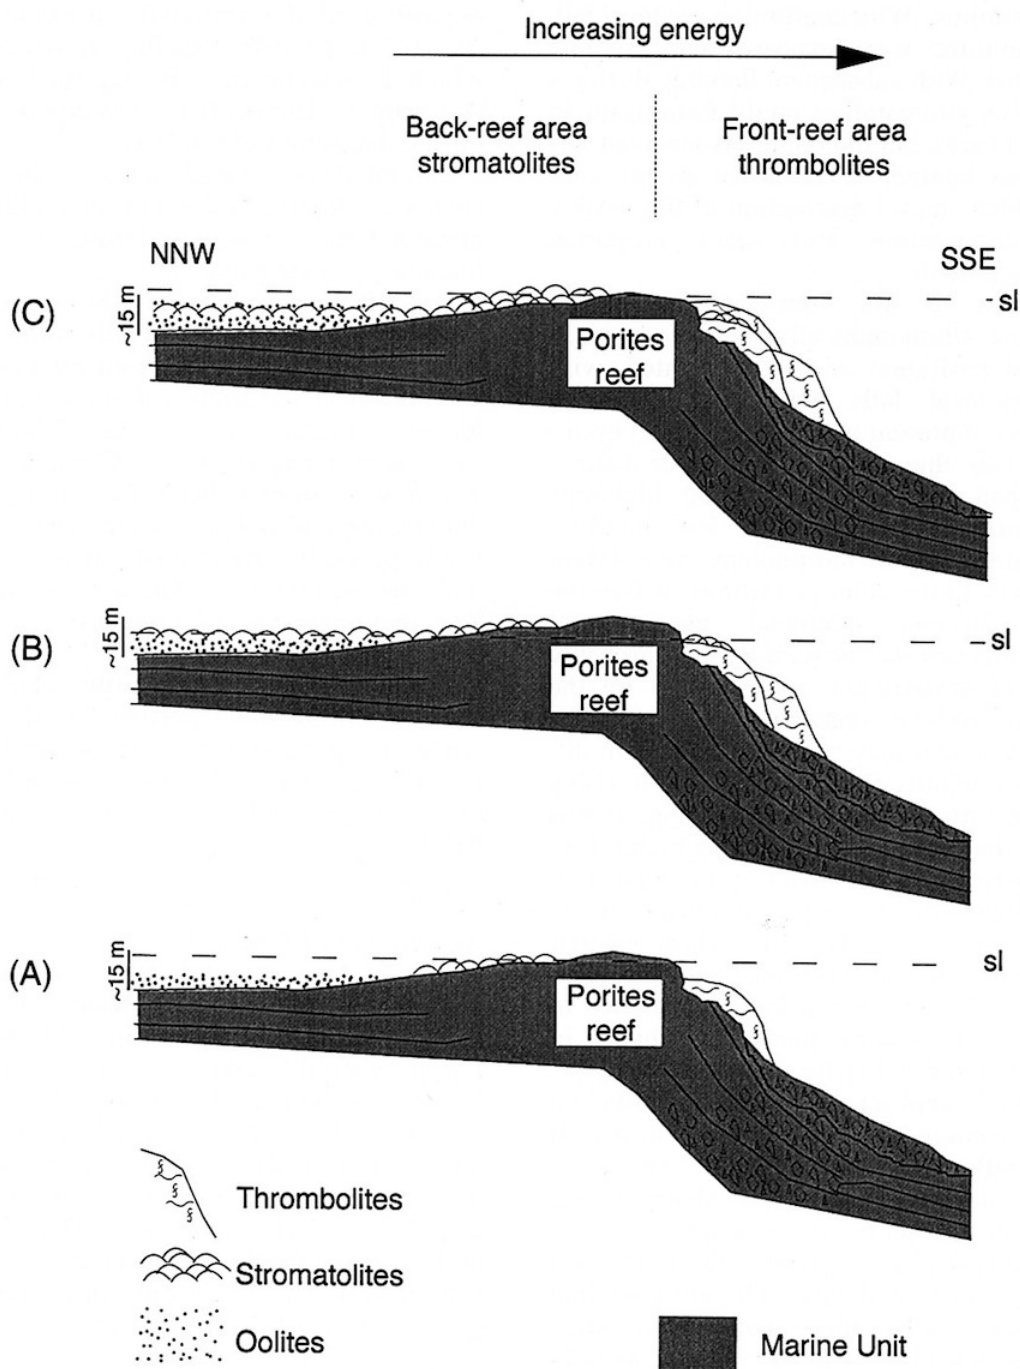 Increasing energy
Back-reef area
stromatolites
Front-reef area
thrombolites
NNW
SSE
(C)
~15 m
sl
Porites
reef
(B)
~15 m
sl
Porites
reef
(A)
~15 m
sl
Porites
reef
Thrombolites
Stromatolites
Oolites
Marine Unit